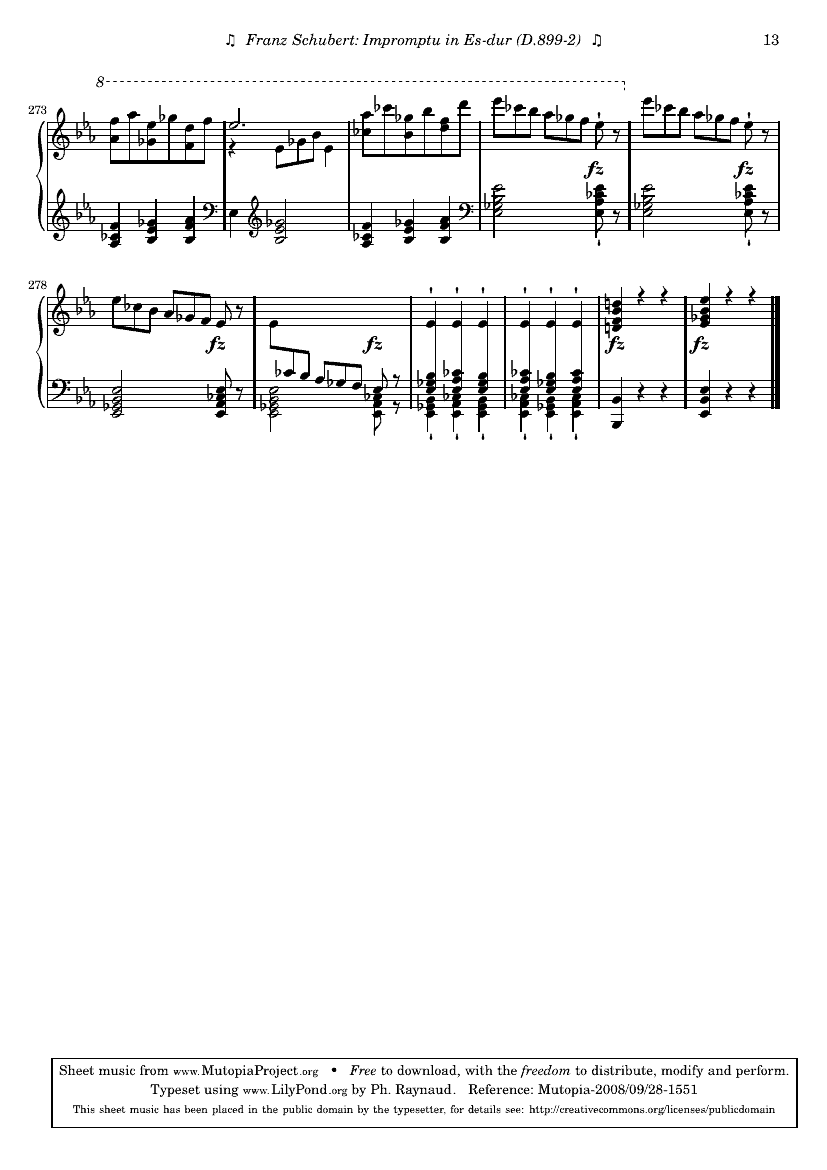 ♫ Franz Schubert: Impromptu in Es-dur (D.899-2) ♫ 13
8
273
fz fz
278
fz fz fz fz
Sheet music from www.MutopiaProject.org • Free to download, with the freedom to distribute, modify and perform.
Typeset using www.LilyPond.org by Ph. Raynaud. Reference: Mutopia-2008/09/28-1551
This sheet music has been placed in the public domain by the typesetter, for details see: http://creativecommons.org/licenses/publicdomain